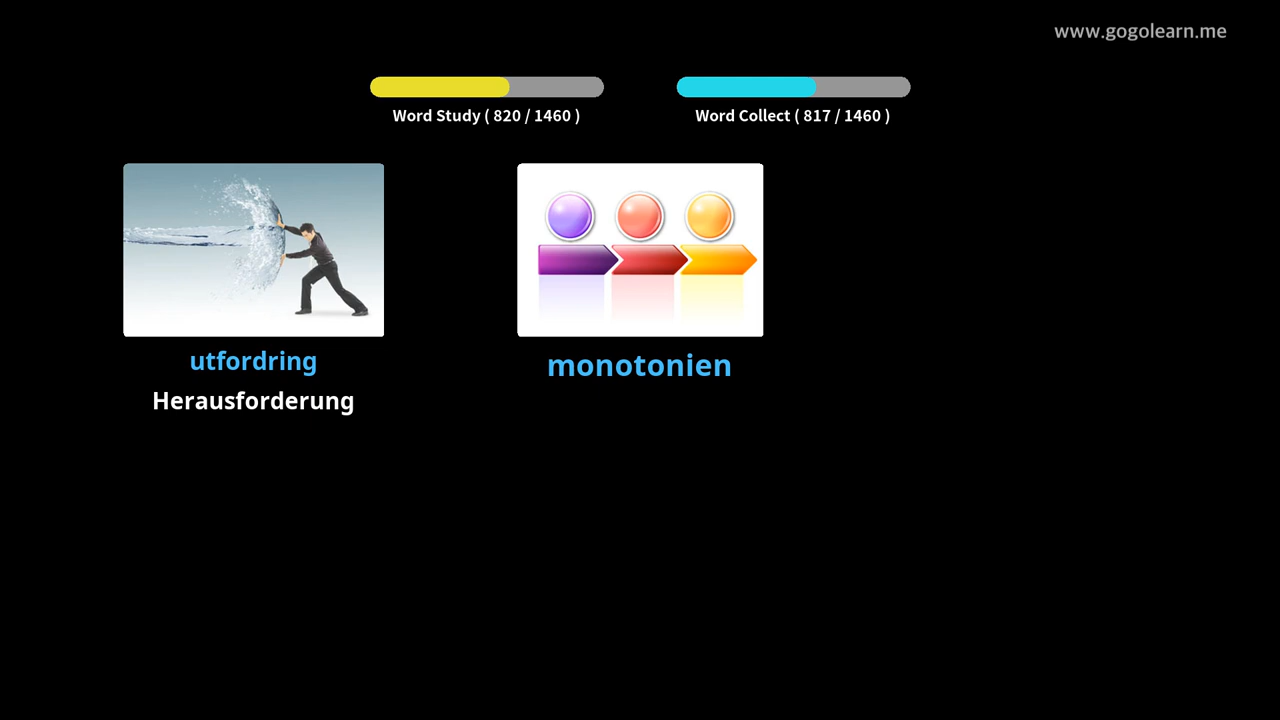 www.gogolearn.me
Word Study ( 820 / 1460 )
Word Collect ( 817 / 1460 )
utfordring
Herausforderung
monotonien